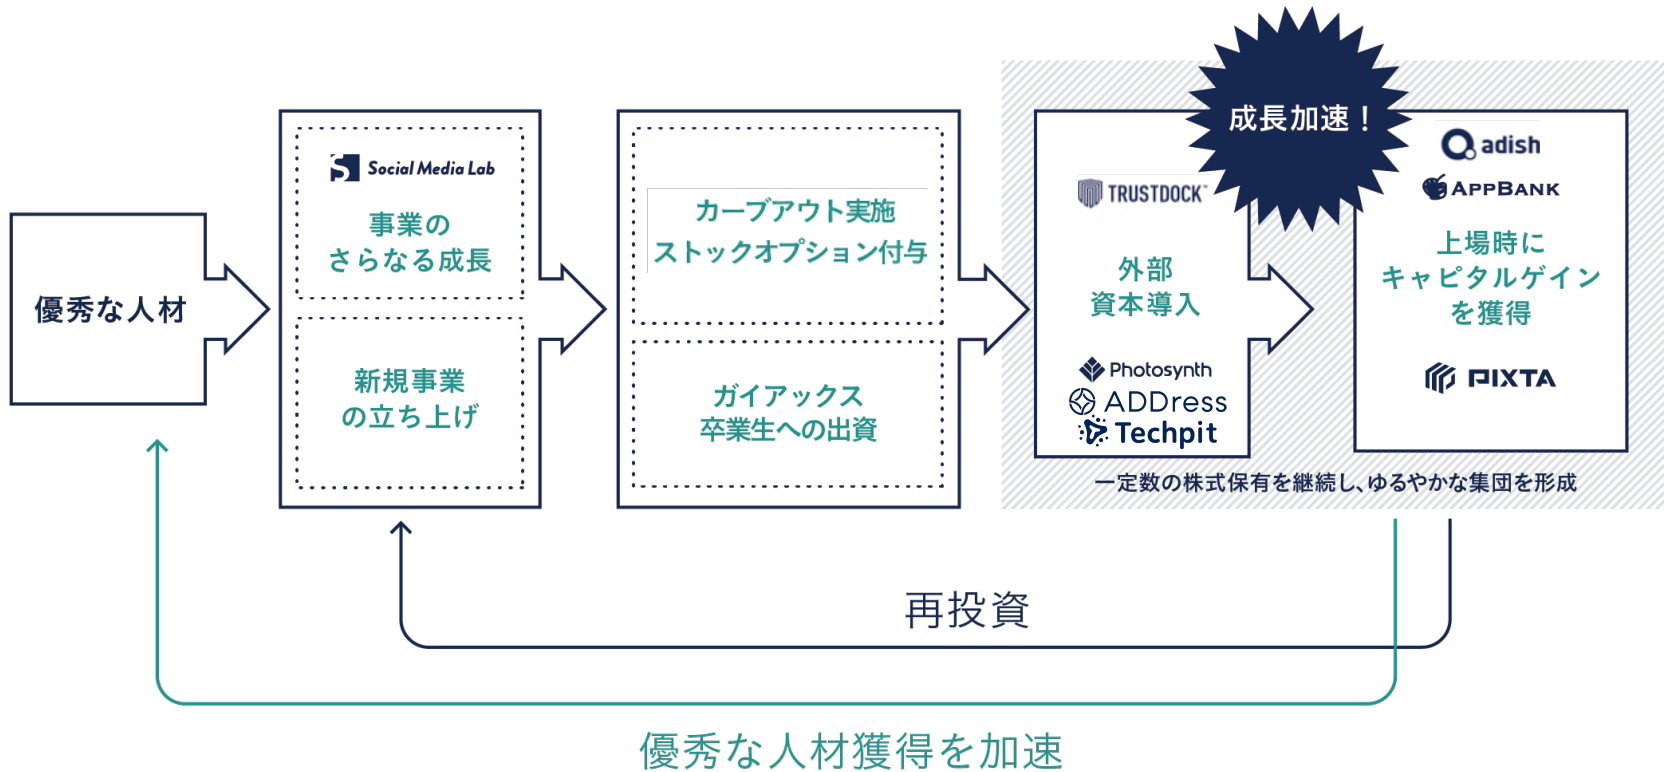 優秀な人材
Social Media Lab
事業の
さらなる成長
新規事業
の立ち上げ
カーブアウト実施
ストックオプション付与
ガイアックス
卒業生への出資
TRUSTDOCK™
外部
資本導入
Photosynth
ADDress
Techpit
成長加速！
adish
APPBANK
上場時に
キャピタルゲイン
を獲得
PIXTA
一定数の株式保有を継続し、ゆるやかな集団を形成
再投資
優秀な人材獲得を加速